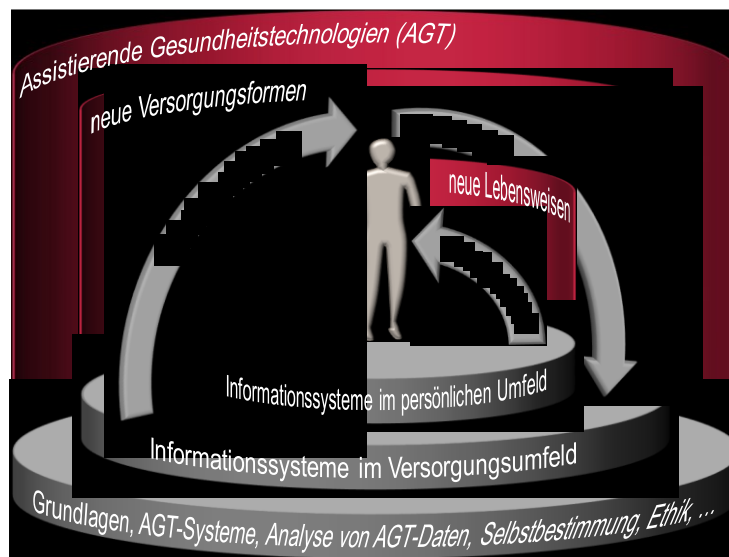 Assistierende Gesundheitstechnologien (AGT)
neue Versorgungsformen
neue Lebensweisen
Informationssysteme im persönlichen Umfeld
Informationssysteme im Versorgungsumfeld
Grundlagen, AGT-Systeme, Analyse von AGT-Daten, Selbstbestimmung, Ethik, …